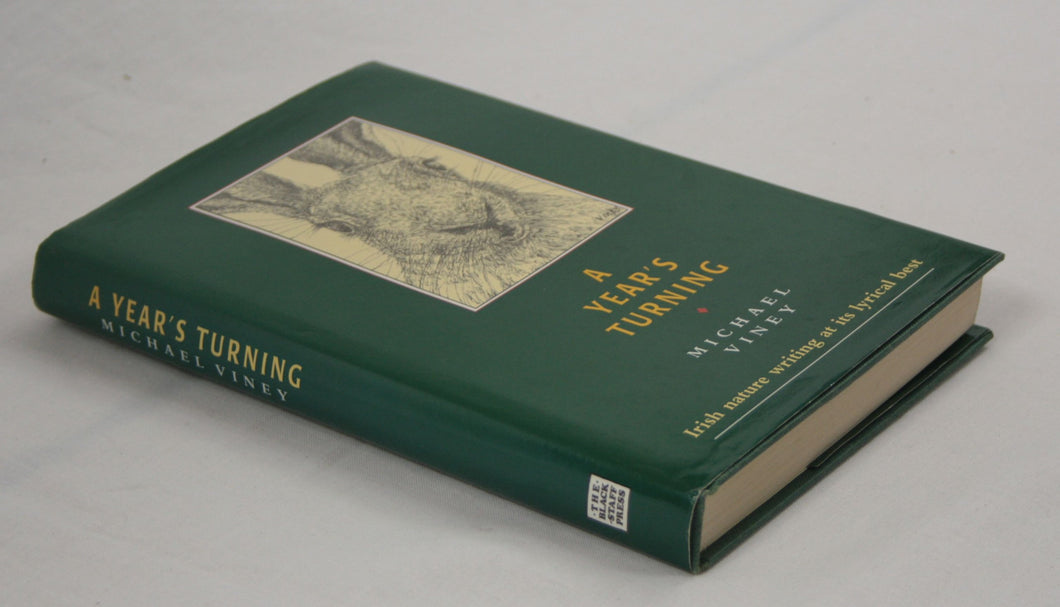 A
YEAR'S
TURNING
MICHAEL
VINEY
Irish nature writing at its lyrical best
A YEAR'S TURNING
MICHAEL VINEY
·THE·
BLACK
·STAFF
PRESS